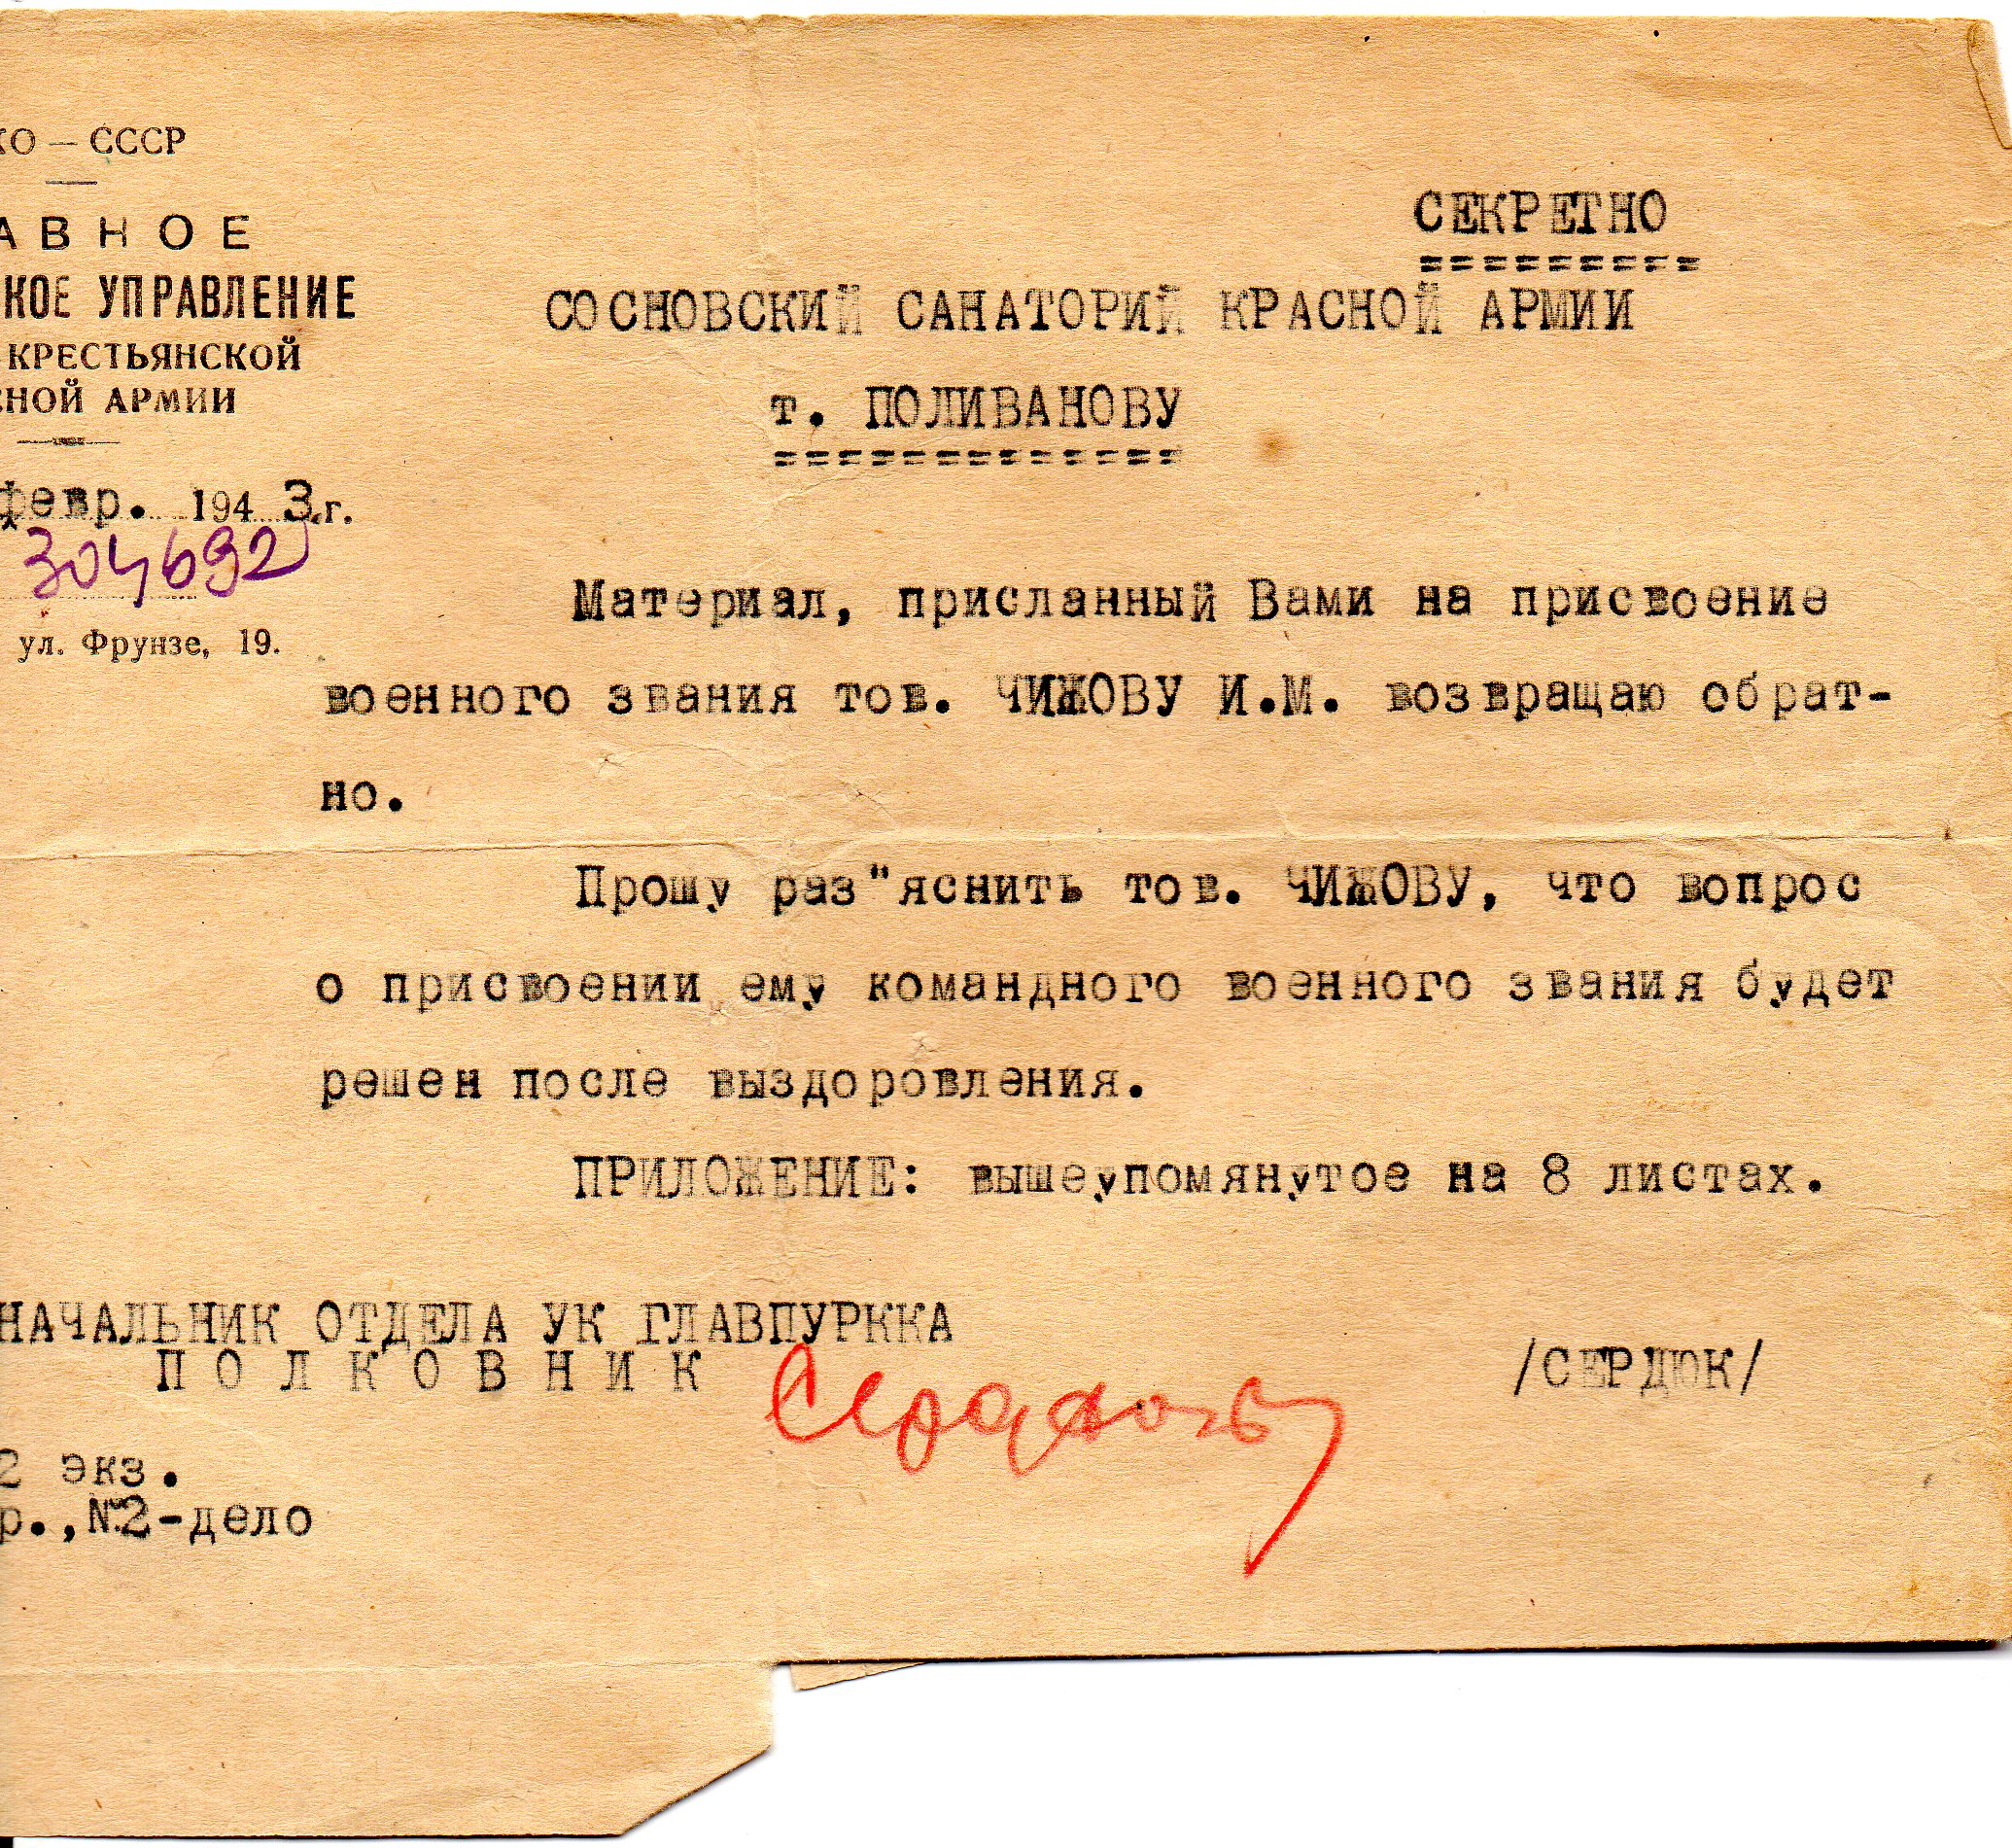 КО — СССР
АВНОЕ
КОЕ УПРАВЛЕНИЕ
КРЕСТЬЯНСКОЙ
СНОЙ АРМИИ
февр. 1943 г.
304692
ул. Фрунзе, 19.
СЕКРЕТНО
СОСНОВСКИЙ САНАТОРИЙ КРАСНОЙ АРМИИ
т. ПОЛИВАНОВУ
Материал, присланный Вами на присвоение
военного звания тов. ЧИЖОВУ И.М. возвращаю обрат-
но.
Прошу раз"яснить тов. ЧИЖОВУ, что вопрос
о присвоении ему командного военного звания будет
решен после выздоровления.
ПРИЛОЖЕНИЕ: вышеупомянутое на 8 листах.
НАЧАЛЬНИК ОТДЕЛА УК ГЛАВПУРККА
ПОЛКОВНИК /СЕРДЮК/
2 экз.
р.,№2-дело